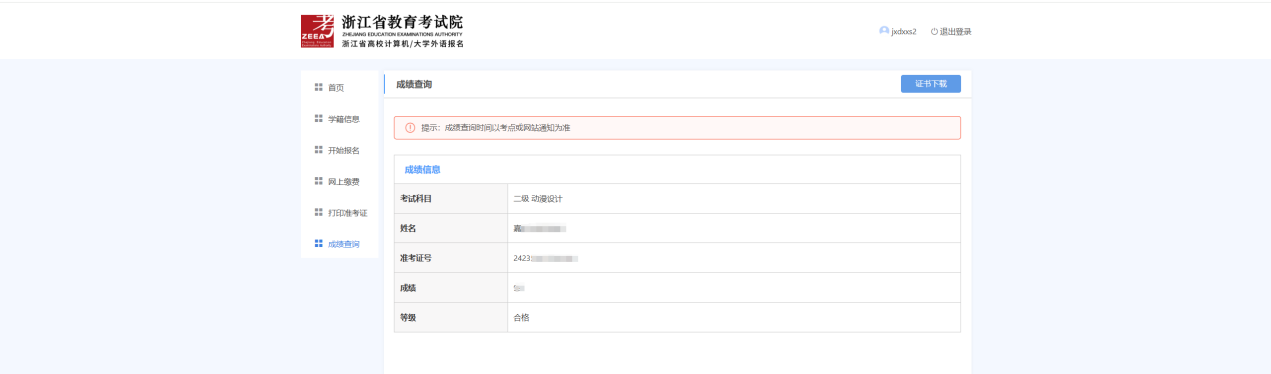 浙江省教育考试院
ZHEJIANG EDUCATION EXAMINATIONS AUTHORITY
浙江省高校计算机/大学外语报名
考
ZEEA
jxdxxs2
退出登录
首页
学籍信息
开始报名
网上缴费
打印准考证
成绩查询
成绩查询
证书下载
提示：成绩查询时间以考点或网站通知为准
成绩信息
考试科目 二级 动漫设计
姓名
准考证号 2423
成绩
等级 合格